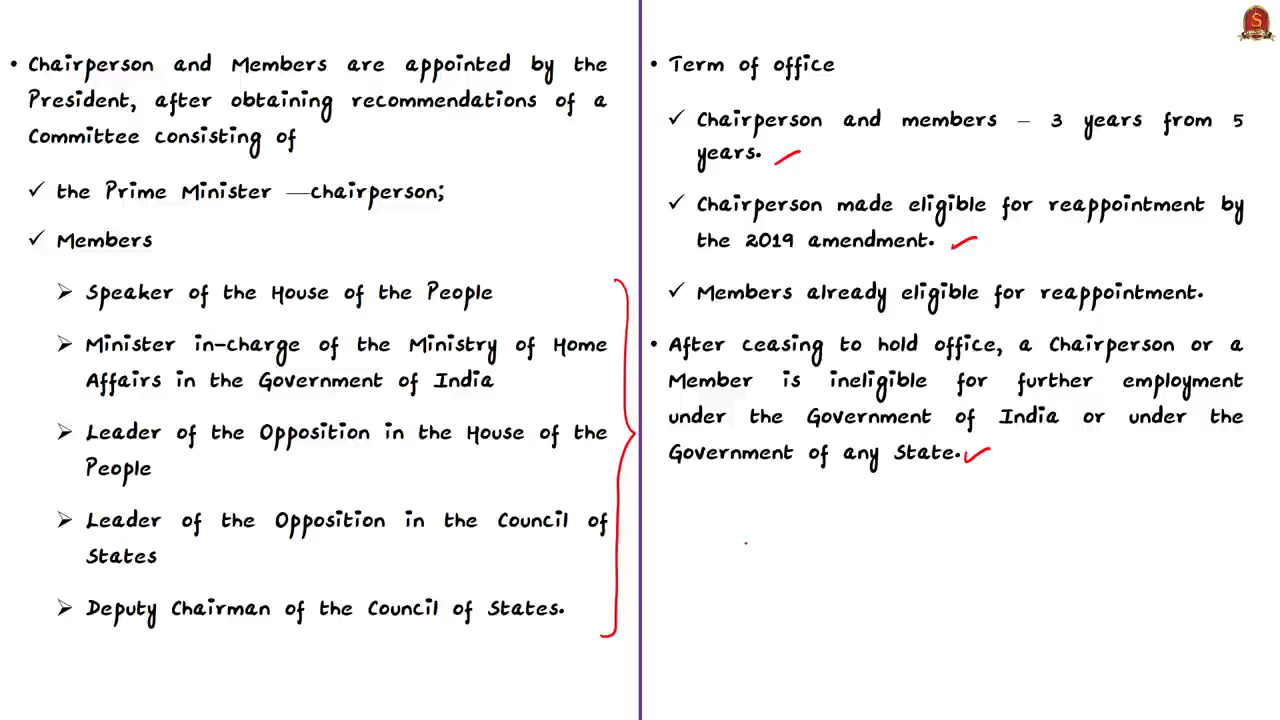 • Chairperson and Members are appointed by the
President, after obtaining recommendations of a
Committee consisting of
✓ the Prime Minister —chairperson;
✓ Members
➢ Speaker of the House of the People
➢ Minister in-charge of the Ministry of Home
Affairs in the Government of India
➢ Leader of the Opposition in the House of the
People
➢ Leader of the Opposition in the Council of
States
➢ Deputy Chairman of the Council of States.
• Term of office
✓ Chairperson and members – 3 years from 5
years.
✓ Chairperson made eligible for reappointment by
the 2019 amendment.
✓ Members already eligible for reappointment.
• After ceasing to hold office, a Chairperson or a
Member is ineligible for further employment
under the Government of India or under the
Government of any State.